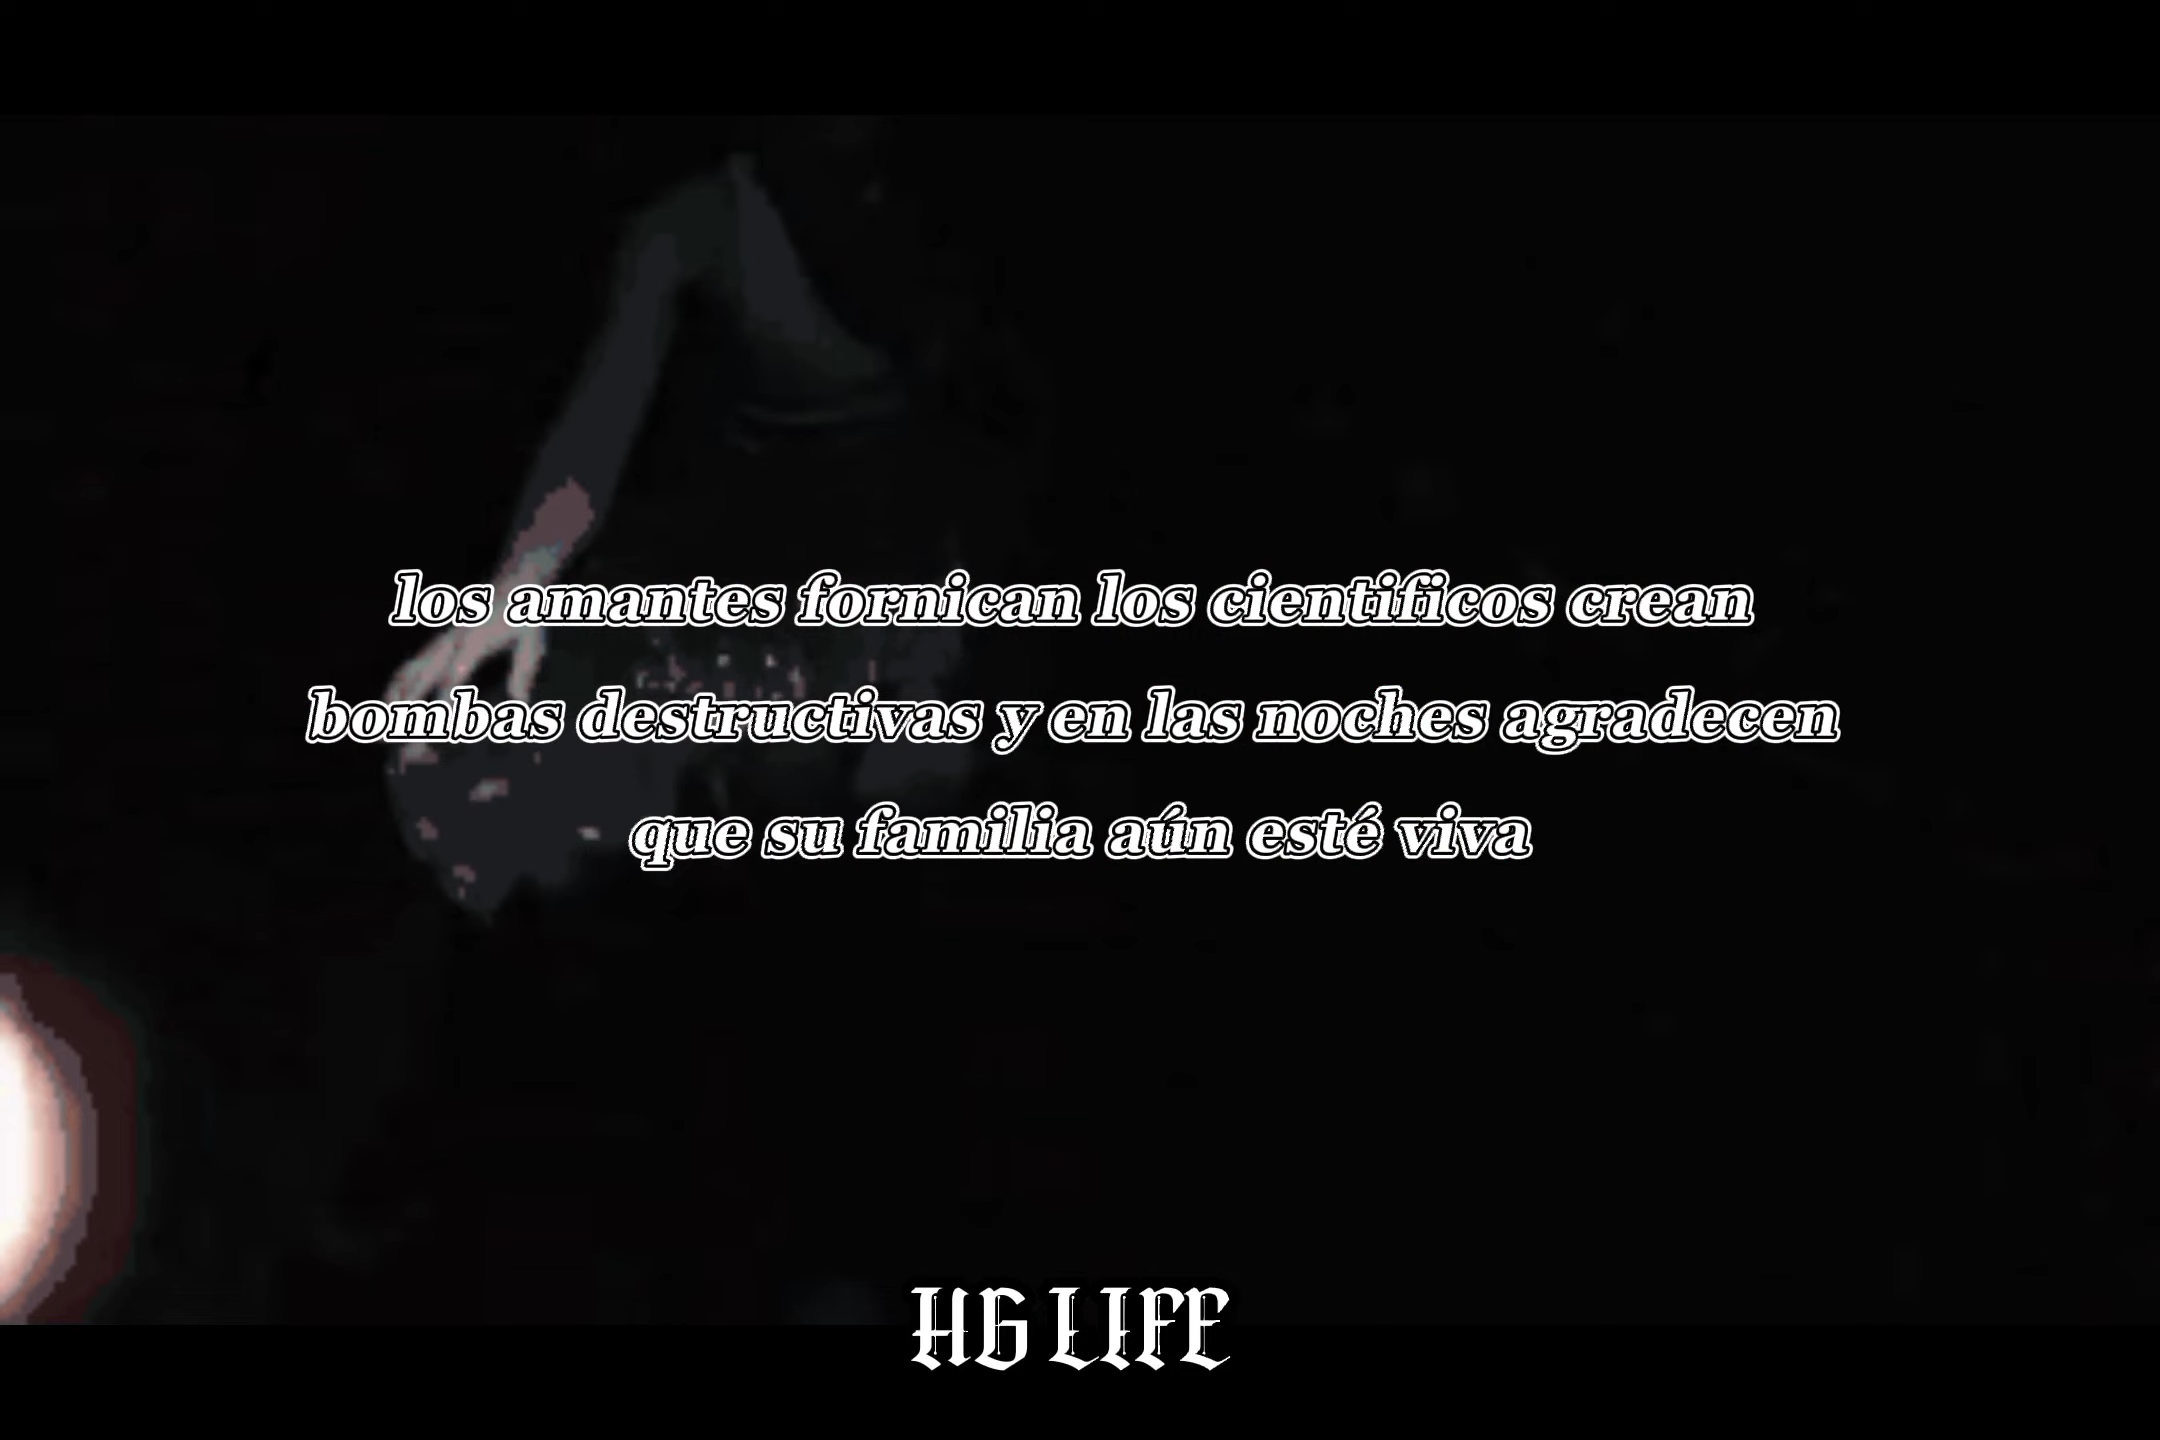 los amantes fornican los cientificos crean
bombas destructivas y en las noches agradecen
que su familia aún esté viva
HG LIFE